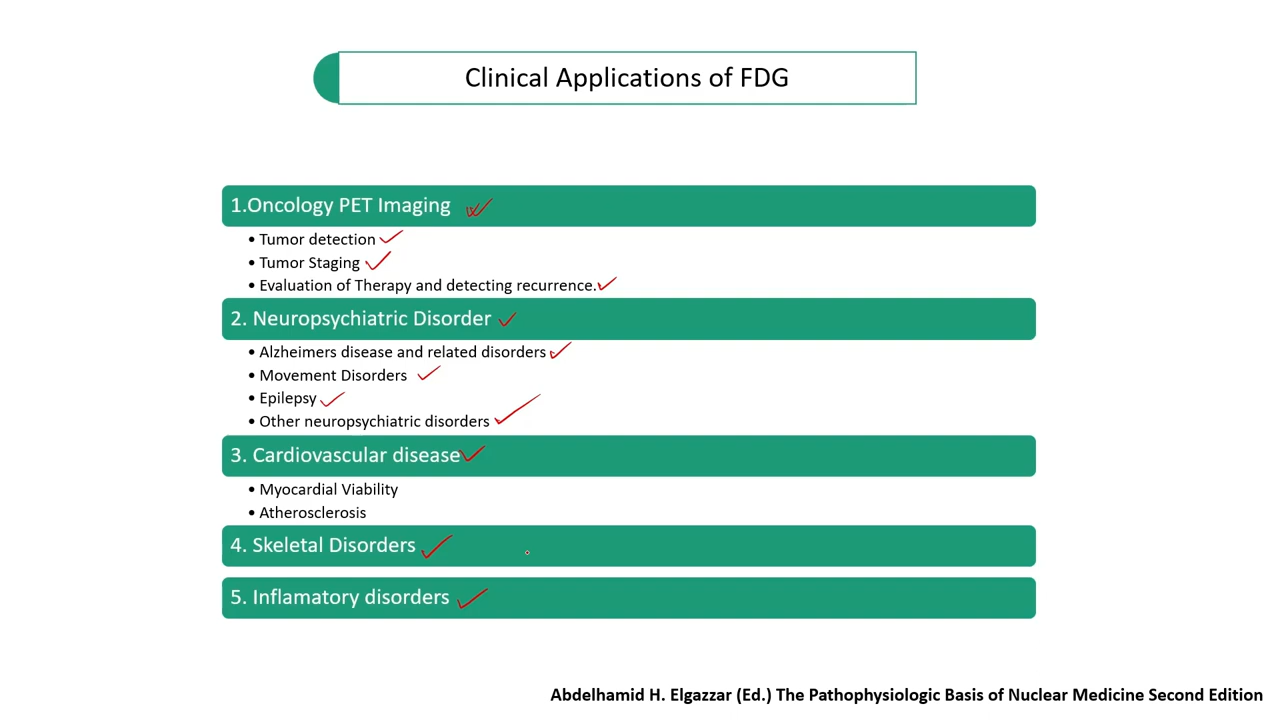 Clinical Applications of FDG
1.Oncology PET Imaging
• Tumor detection
• Tumor Staging
• Evaluation of Therapy and detecting recurrence.
2. Neuropsychiatric Disorder
• Alzheimers disease and related disorders
• Movement Disorders
• Epilepsy
• Other neuropsychiatric disorders
3. Cardiovascular disease
• Myocardial Viability
• Atherosclerosis
4. Skeletal Disorders
5. Inflamatory disorders
Abdelhamid H. Elgazzar (Ed.) The Pathophysiologic Basis of Nuclear Medicine Second Edition